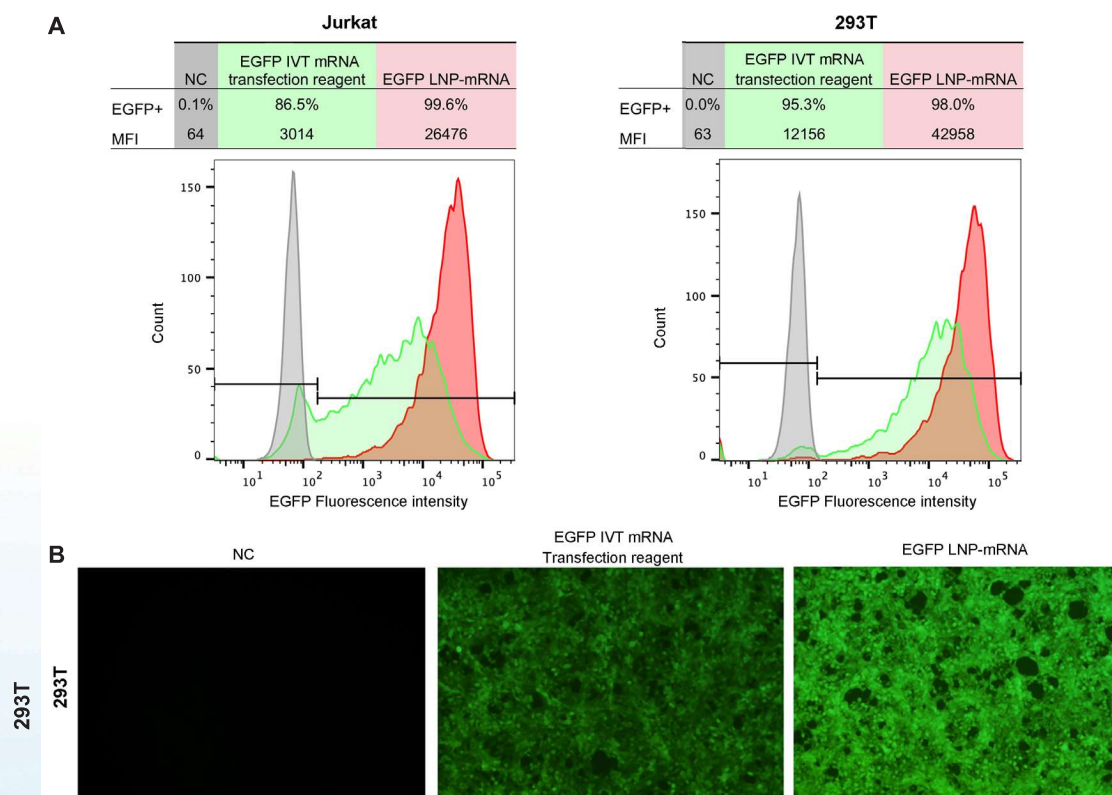 A
Jurkat
NC
EGFP IVT mRNA
transfection reagent
EGFP LNP-mRNA
EGFP+
0.1%
86.5%
99.6%
MFI
64
3014
26476
150
100
50
0
Count
10¹ 10² 10³ 10⁴ 10⁵
EGFP Fluorescence intensity
293T
NC
EGFP IVT mRNA
transfection reagent
EGFP LNP-mRNA
EGFP+
0.0%
95.3%
98.0%
MFI
63
12156
42958
150
100
50
0
Count
10¹ 10² 10³ 10⁴ 10⁵
EGFP Fluorescence intensity
B
NC
EGFP IVT mRNA
Transfection reagent
EGFP LNP-mRNA
293T
293T